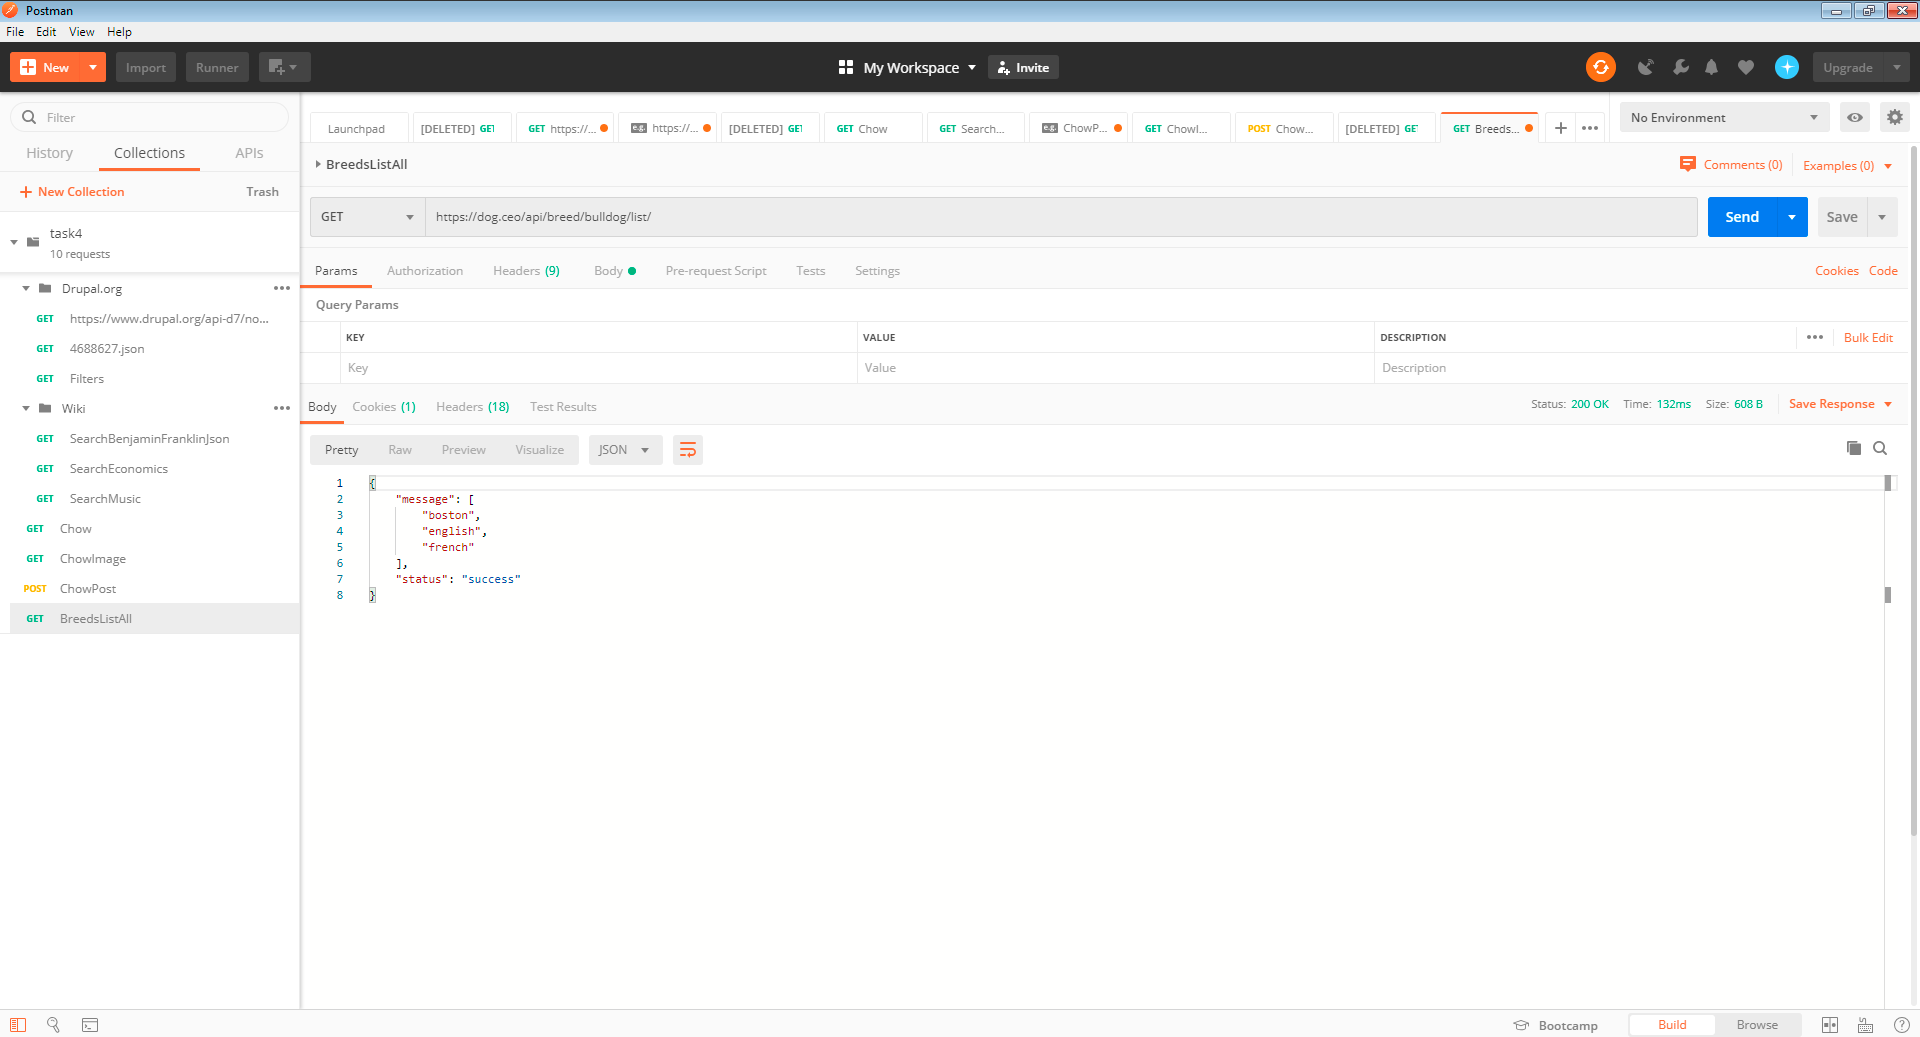 Postman
File Edit View Help
New Import Runner My Workspace Invite Upgrade
Filter
History Collections APIs
New Collection Trash
task4
10 requests
Drupal.org
GET https://www.drupal.org/api-d7/no...
GET 4688627.json
GET Filters
Wiki
GET SearchBenjaminFranklinJson
GET SearchEconomics
GET SearchMusic
GET Chow
GET ChowImage
POST ChowPost
GET BreedsListAll
Launchpad [DELETED] GET GET https://... e.g. https://... [DELETED] GET GET Chow GET Search... e.g. ChowP... GET ChowI... POST Chow... [DELETED] GET GET Breeds... No Environment
BreedsListAll Comments (0) Examples (0)
GET https://dog.ceo/api/breed/bulldog/list/ Send Save
Params Authorization Headers (9) Body Pre-request Script Tests Settings Cookies Code
Query Params
KEY VALUE DESCRIPTION Bulk Edit
Key Value Description
Body Cookies (1) Headers (18) Test Results Status: 200 OK Time: 132ms Size: 608 B Save Response
Pretty Raw Preview Visualize JSON
1 {
2 "message": [
3 "boston",
4 "english",
5 "french"
6 ],
7 "status": "success"
8 }
Bootcamp Build Browse